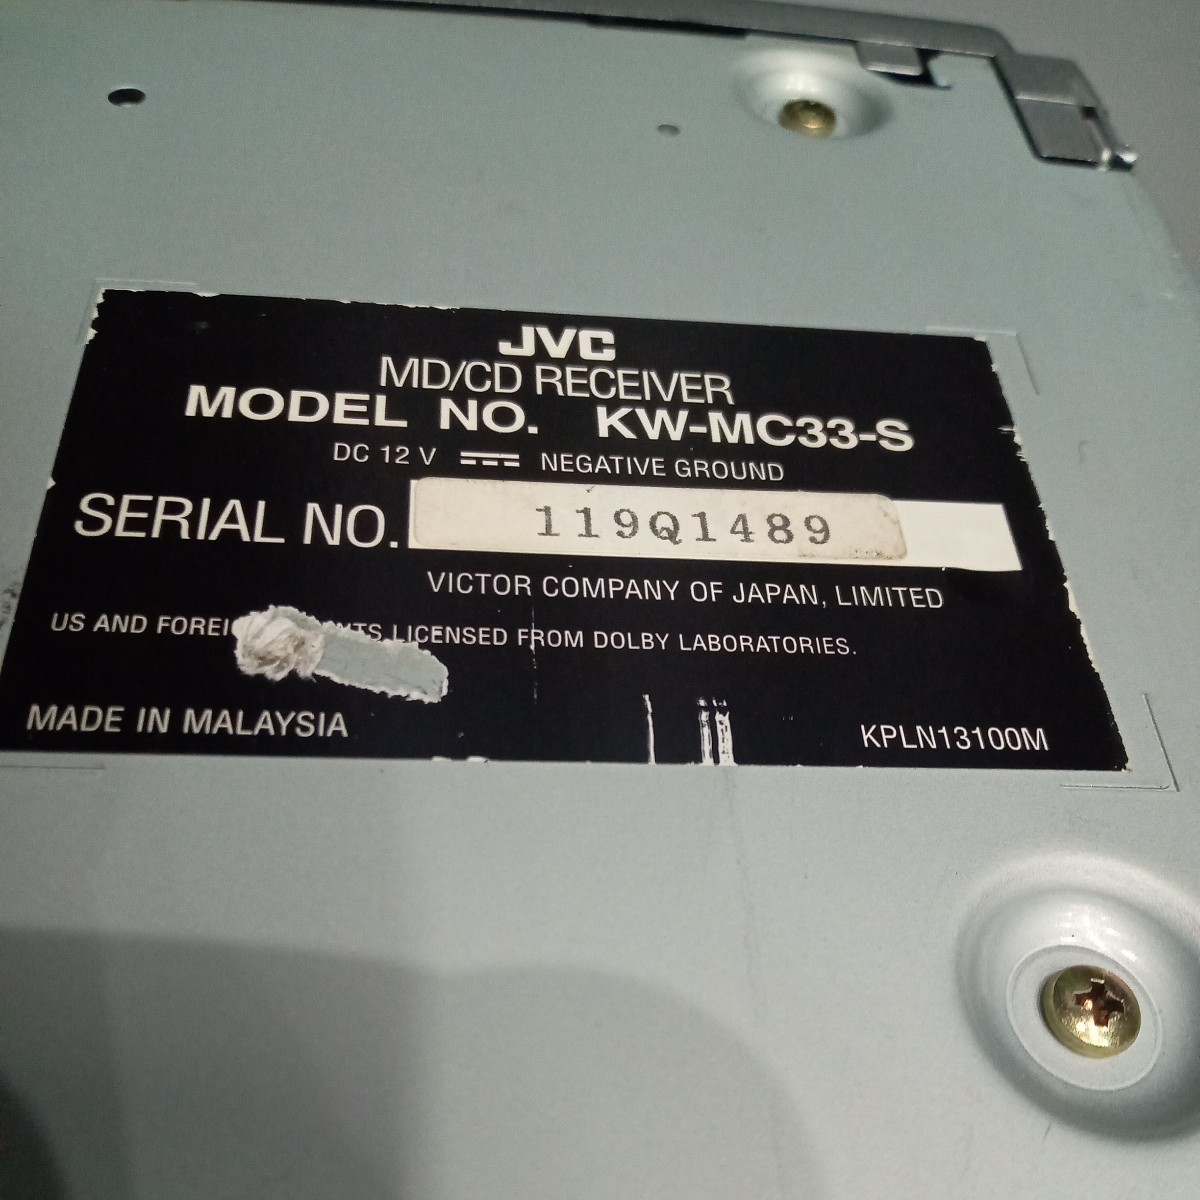 JVC
MD/CD RECEIVER
MODEL NO. KW-MC33-S
DC 12 V NEGATIVE GROUND
SERIAL NO. 119Q1489
VICTOR COMPANY OF JAPAN, LIMITED
US AND LICENSED FROM DOLBY LABORATORIES.
MADE IN MALAYSIA
KPLN13100M